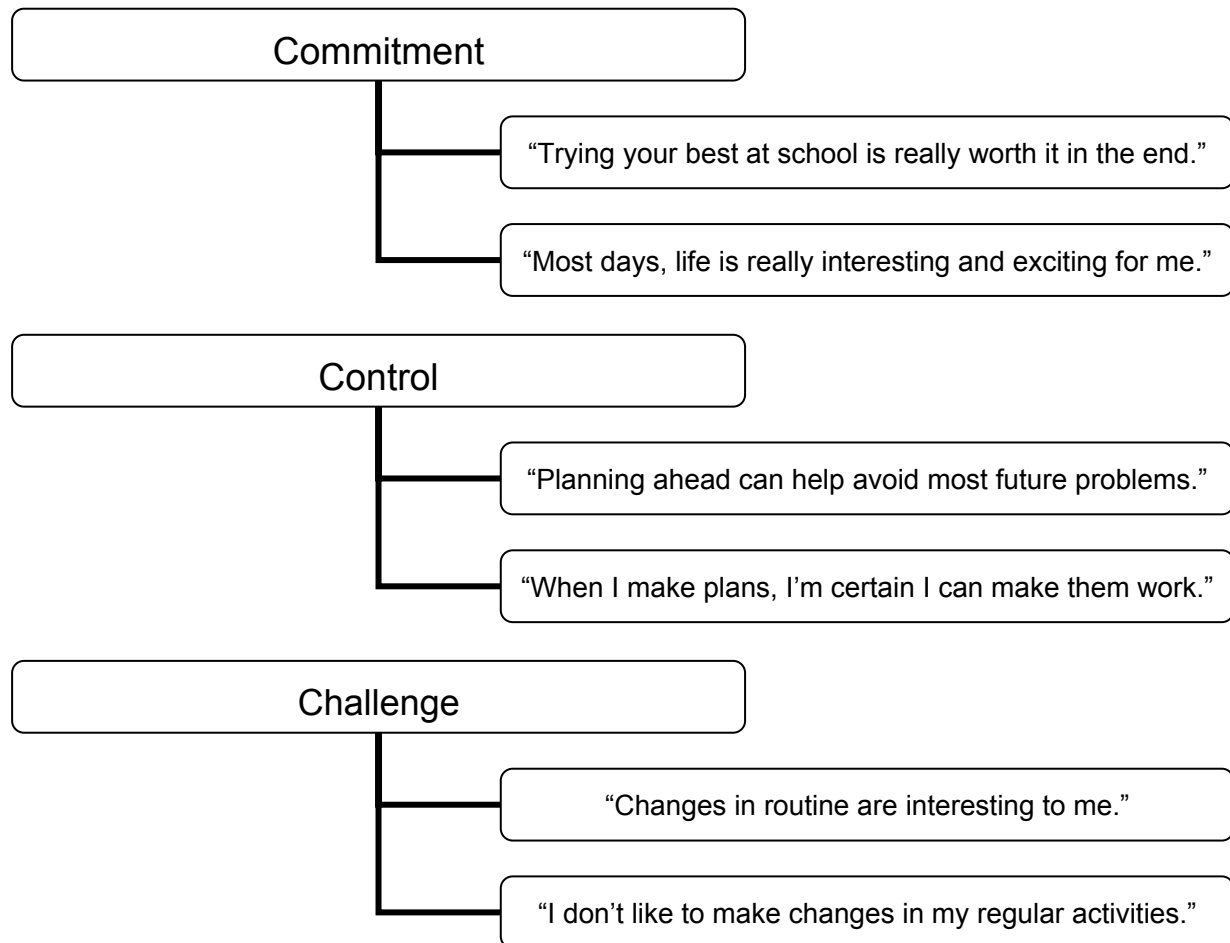 Commitment
“Trying your best at school is really worth it in the end.”
“Most days, life is really interesting and exciting for me.”
Control
“Planning ahead can help avoid most future problems.”
“When I make plans, I’m certain I can make them work.”
Challenge
“Changes in routine are interesting to me.”
“I don’t like to make changes in my regular activities.”